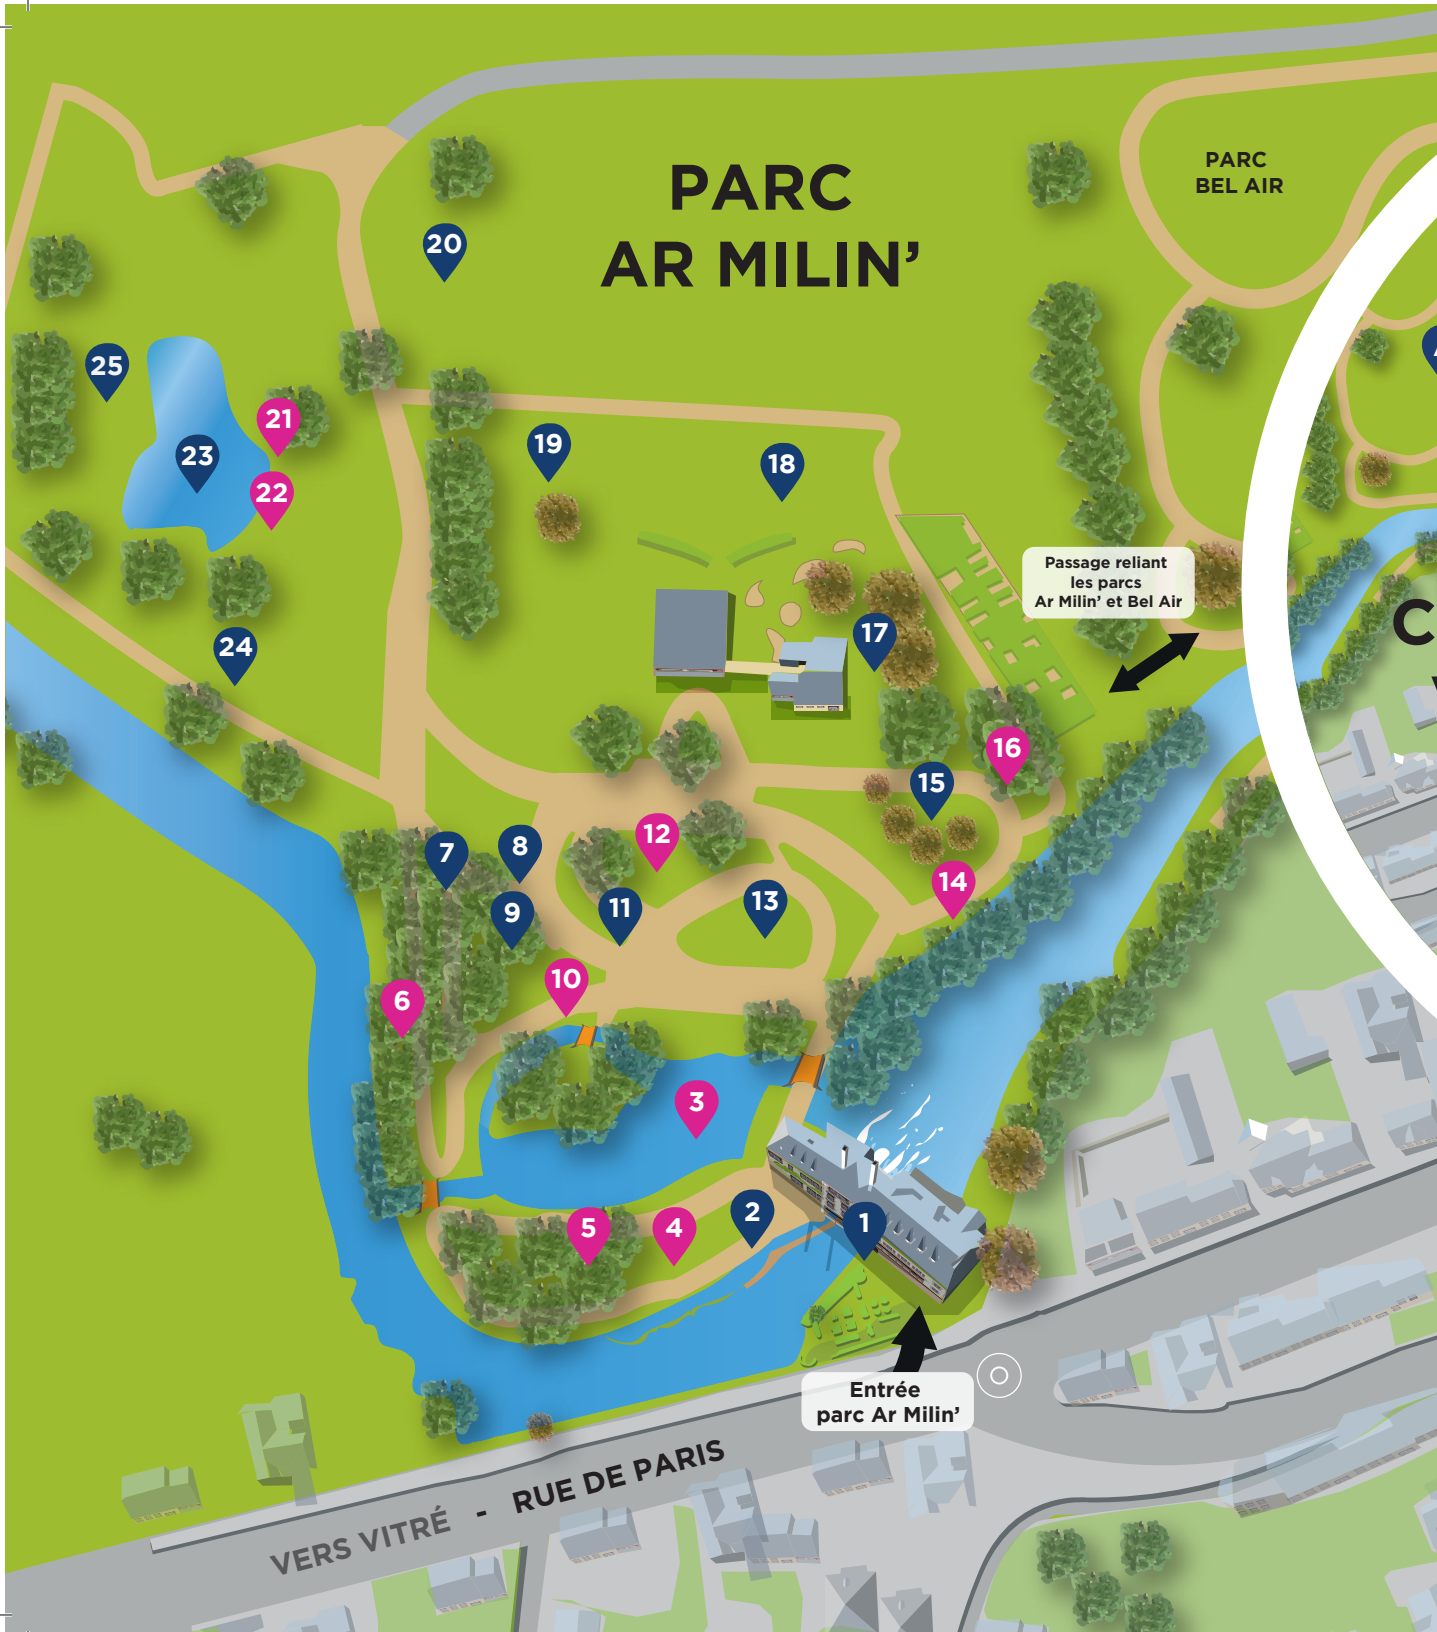 PARC
AR MILIN’
PARC
BEL AIR
20
25
21
23
22
19
18
Passage reliant
les parcs
Ar Milin’ et Bel Air
C
17
24
16
15
12
7
8
14
13
11
9
10
6
3
5
4
2
1
Entrée
parc Ar Milin’
VERS VITRÉ - RUE DE PARIS